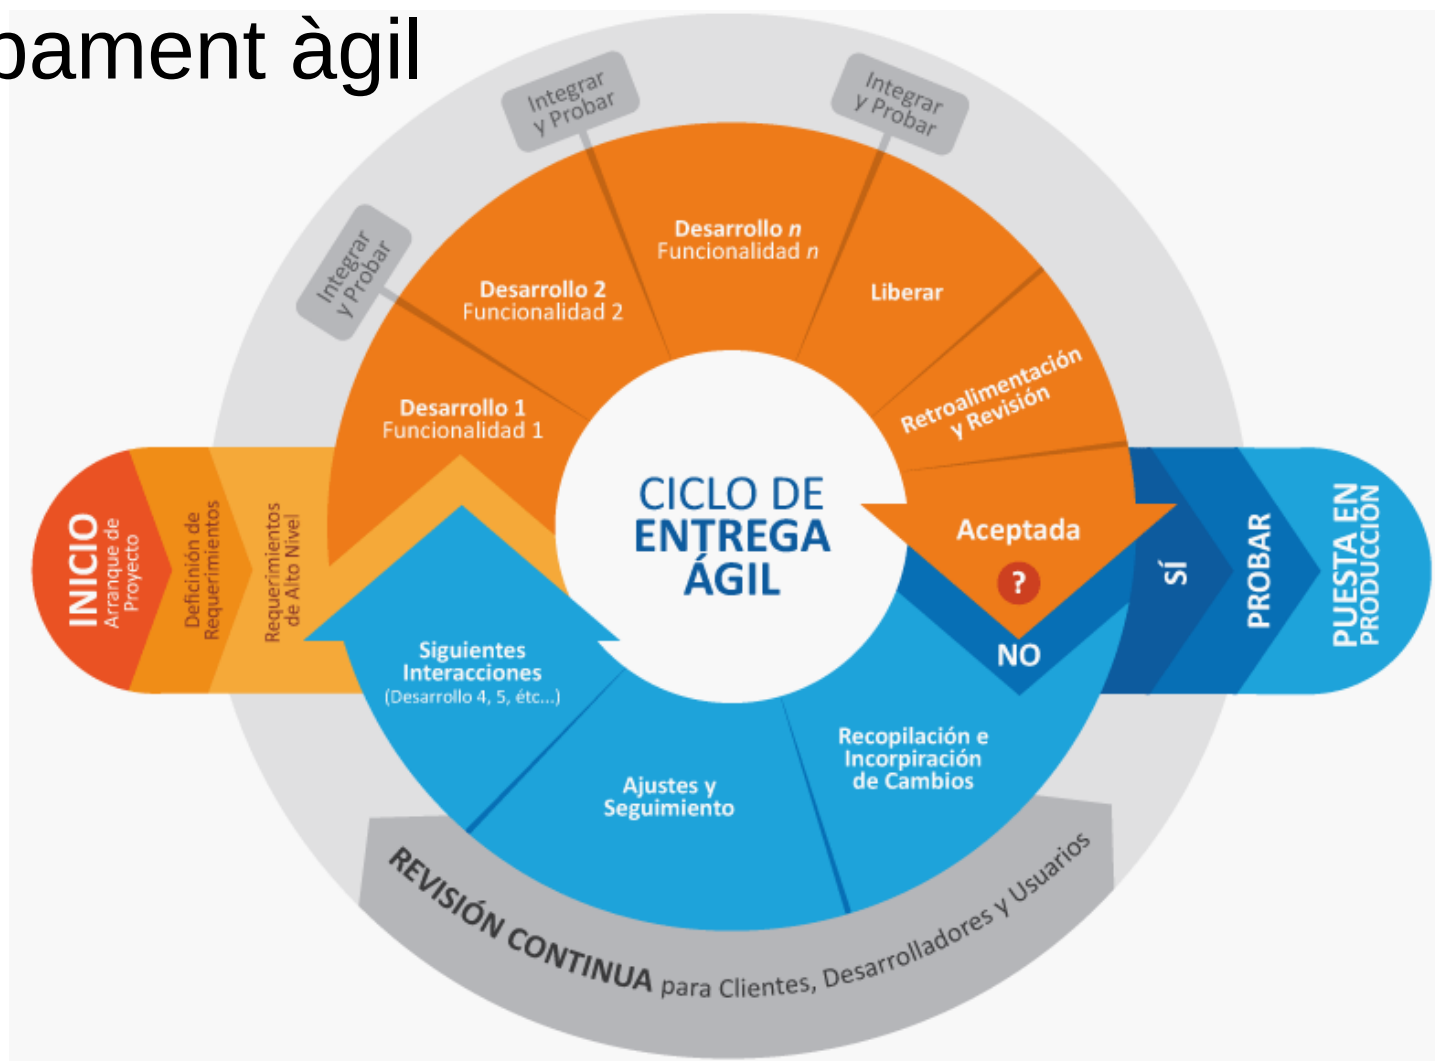 pament àgil
Integrar
y Probar
Integrar
y Probar
Integrar
y Probar
Desarrollo 1
Funcionalidad 1
Desarrollo 2
Funcionalidad 2
Desarrollo n
Funcionalidad n
Liberar
Retroalimentación
y Revisión
Aceptada
?
NO
SÍ
PROBAR
PUESTA EN
PRODUCCIÓN
INICIO
Arranque de
Proyecto
Deficinión de
Requerimientos
Requerimientos
de Alto Nivel
CICLO DE
ENTREGA
ÁGIL
Siguientes
Interacciones
(Desarrollo 4, 5, étc...)
Ajustes y
Seguimiento
Recopilación e
Incorpiración
de Cambios
REVISIÓN CONTINUA para Clientes, Desarrolladores y Usuarios